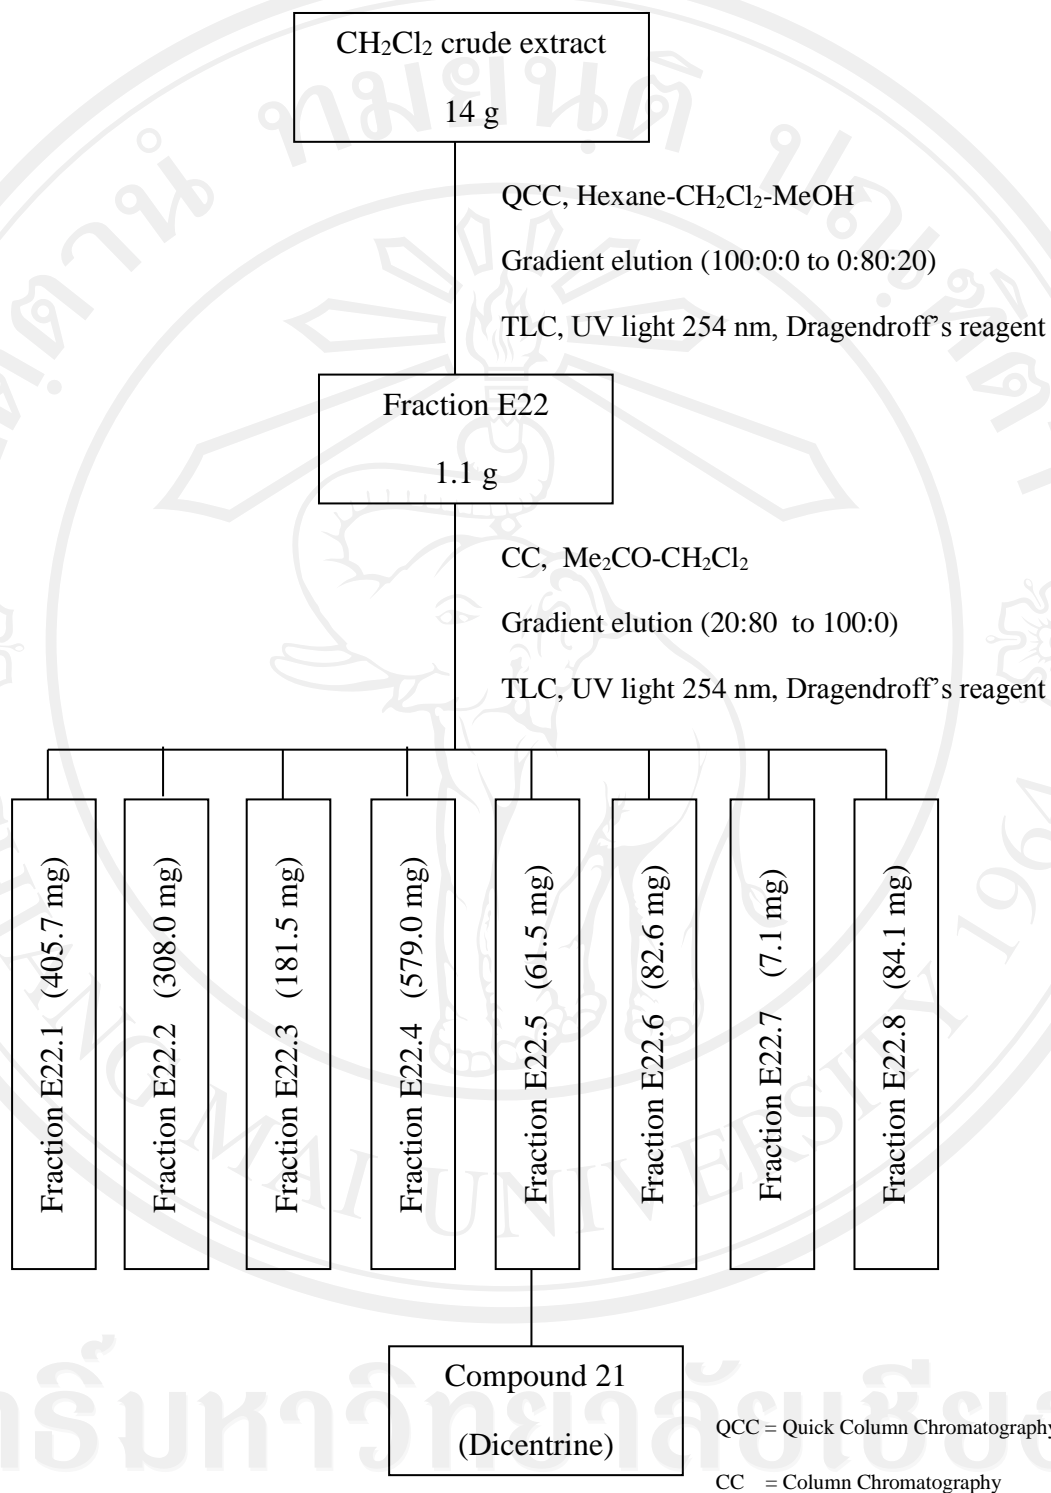 CH₂Cl₂ crude extract
14 g
QCC, Hexane-CH₂Cl₂-MeOH
Gradient elution (100:0:0 to 0:80:20)
TLC, UV light 254 nm, Dragendroff’s reagent
Fraction E22
1.1 g
CC, Me₂CO-CH₂Cl₂
Gradient elution (20:80 to 100:0)
TLC, UV light 254 nm, Dragendroff’s reagent
Fraction E22.1 (405.7 mg)
Fraction E22.2 (308.0 mg)
Fraction E22.3 (181.5 mg)
Fraction E22.4 (579.0 mg)
Fraction E22.5 (61.5 mg)
Fraction E22.6 (82.6 mg)
Fraction E22.7 (7.1 mg)
Fraction E22.8 (84.1 mg)
Compound 21
(Dicentrine)
QCC = Quick Column Chromatography
CC = Column Chromatography
MAI UNIVERSITY 1964